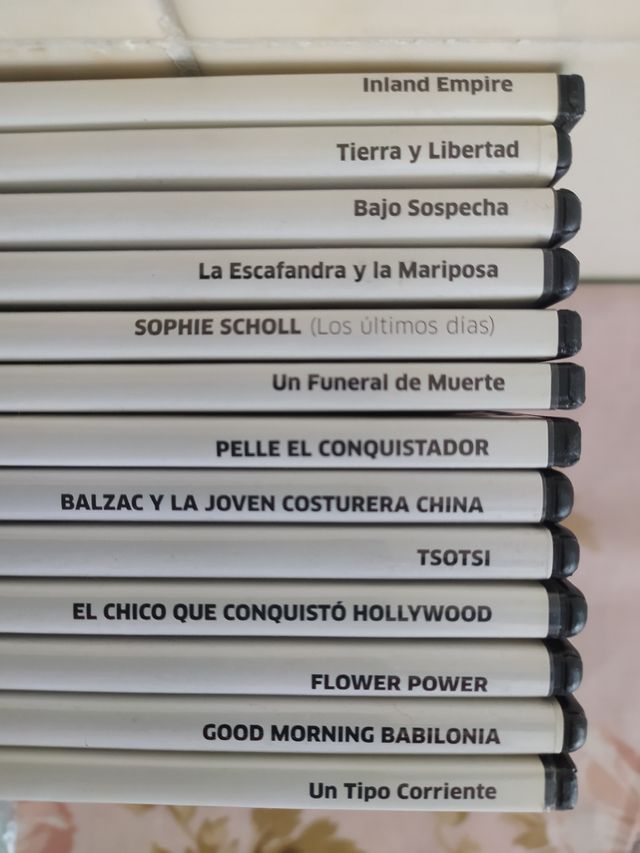 Inland Empire
Tierra y Libertad
Bajo Sospecha
La Escafandra y la Mariposa
SOPHIE SCHOLL (Los últimos días)
Un Funeral de Muerte
PELLE EL CONQUISTADOR
BALZAC Y LA JOVEN COSTURERA CHINA
TSOTSI
EL CHICO QUE CONQUISTÓ HOLLYWOOD
FLOWER POWER
GOOD MORNING BABILONIA
Un Tipo Corriente